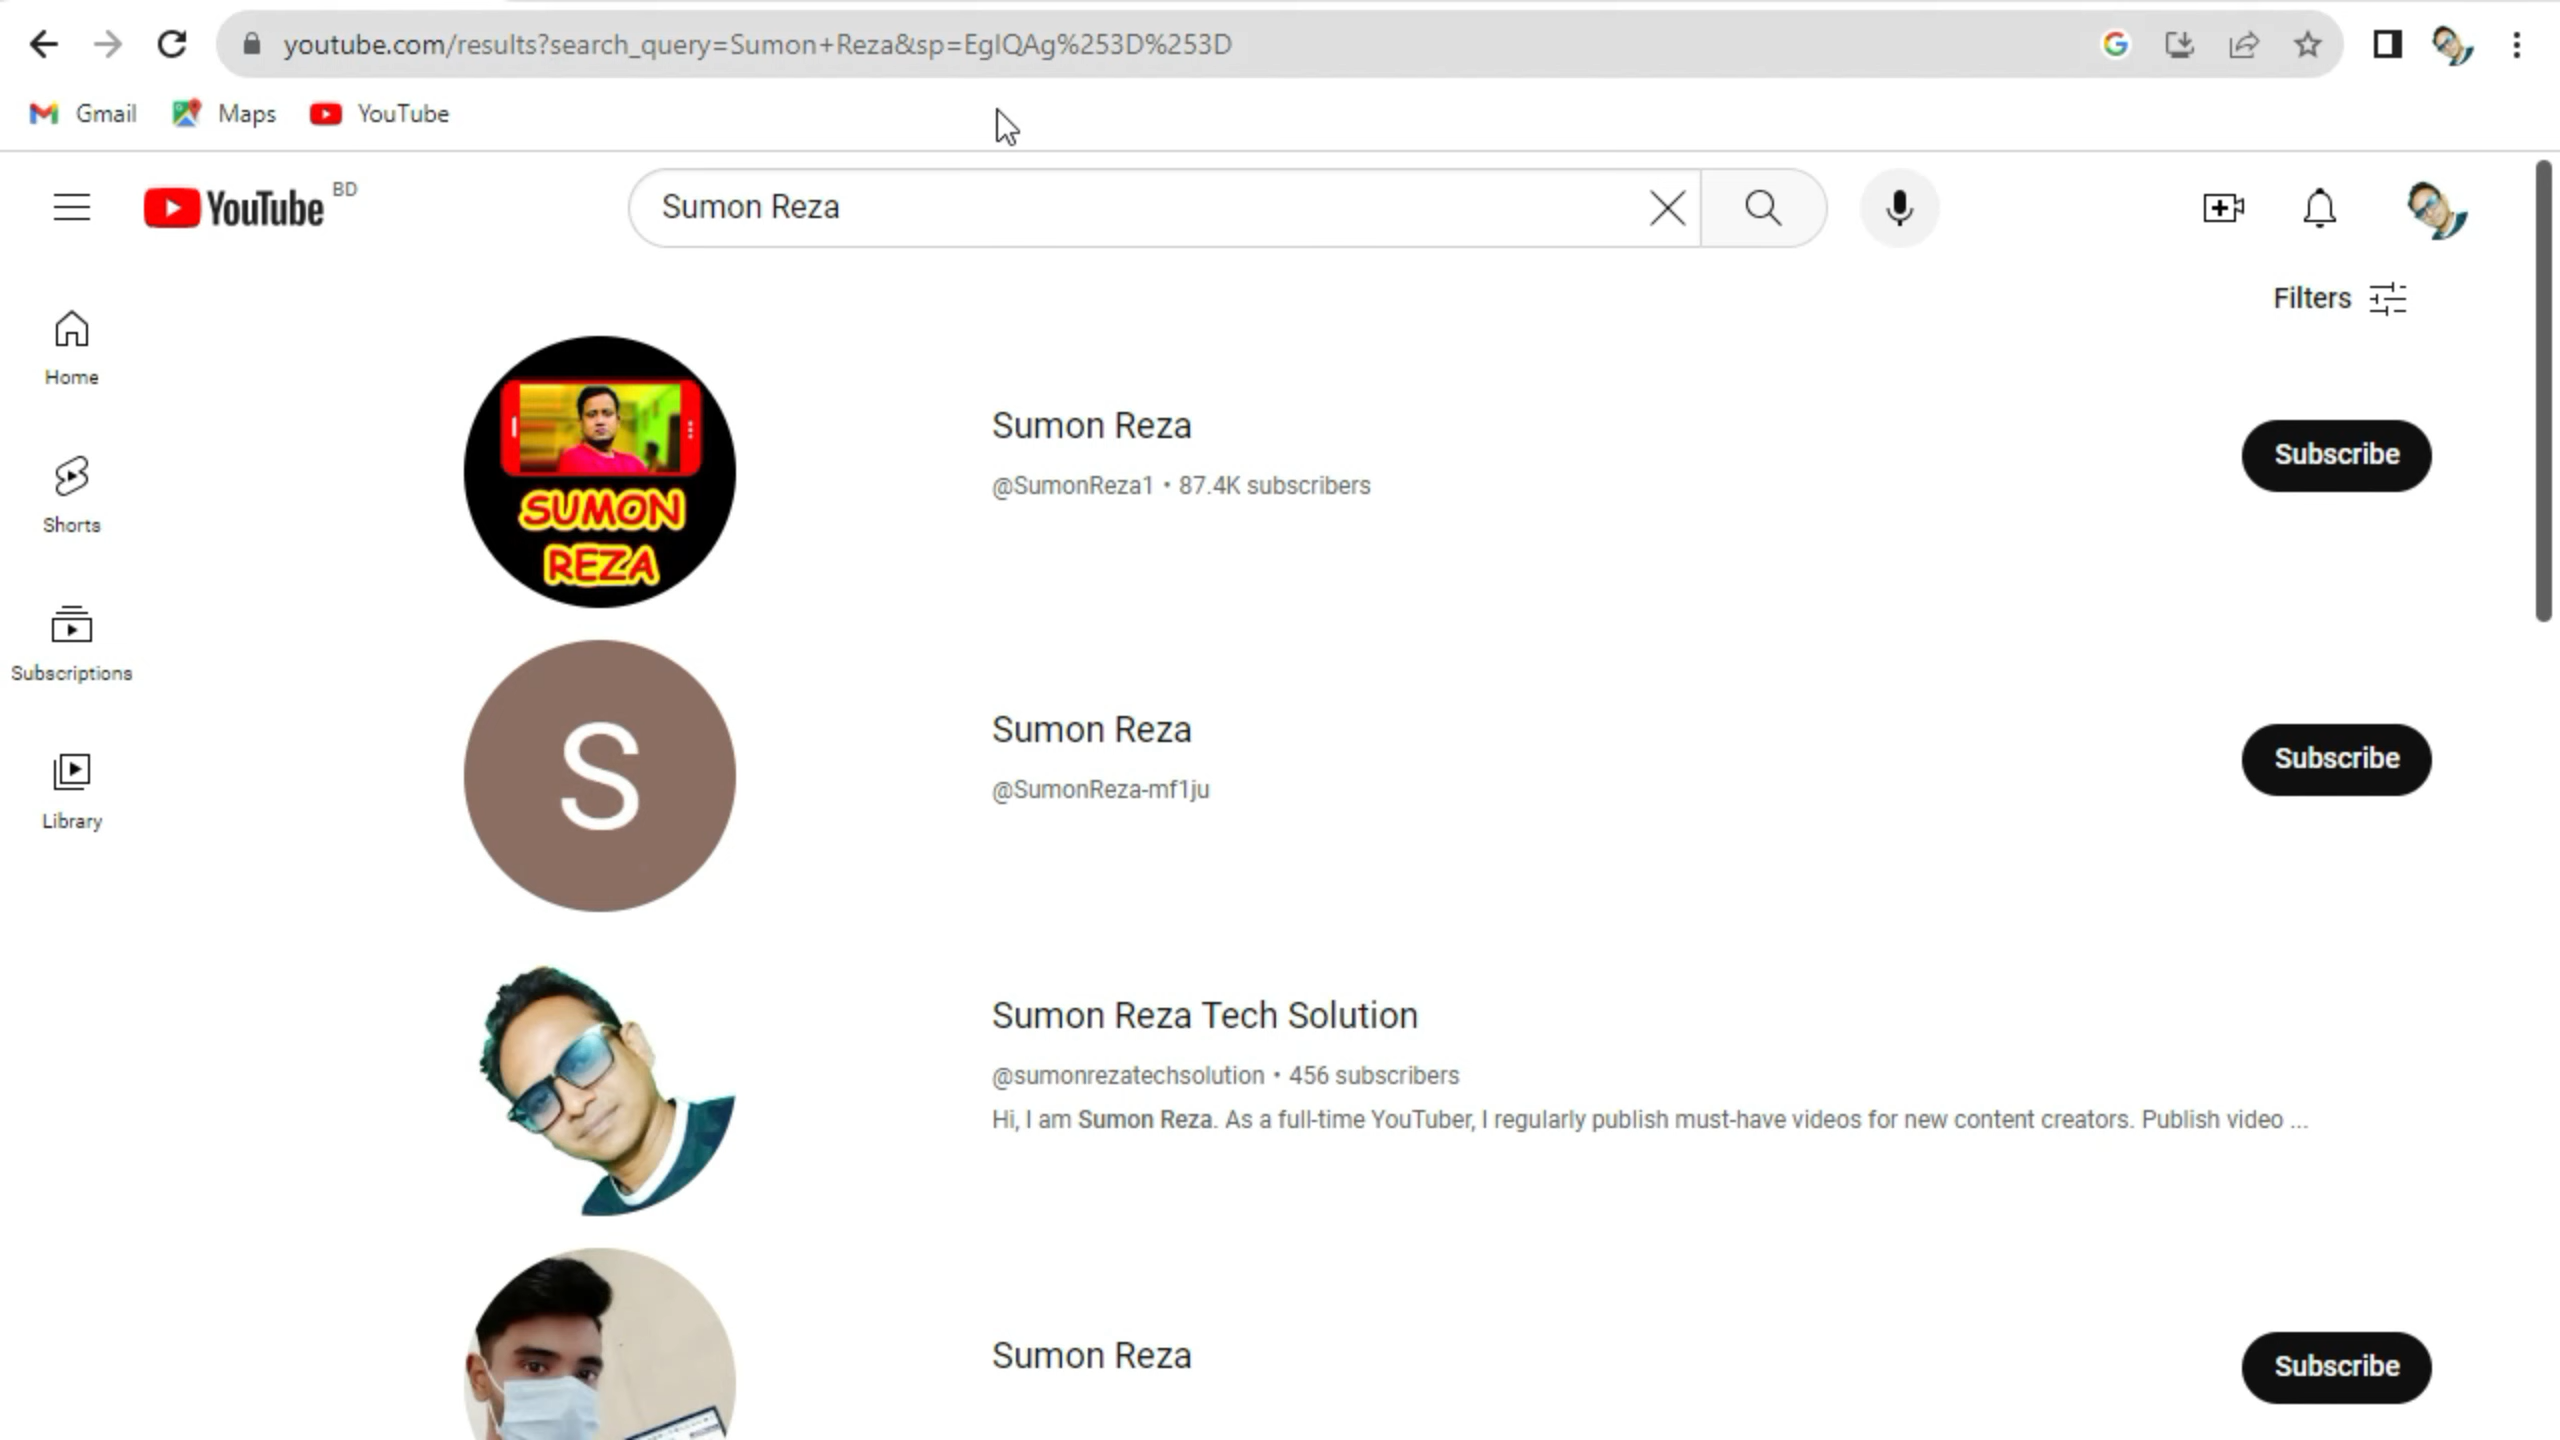 youtube.com/results?search_query=Sumon+Reza&sp=EgIQAg%253D%253D
Gmail
Maps
YouTube
YouTube BD
Sumon Reza
Filters
Home
Shorts
Subscriptions
Library
SUMON
REZA
Sumon Reza
@SumonReza1 • 87.4K subscribers
Subscribe
S
Sumon Reza
@SumonReza-mf1ju
Subscribe
Sumon Reza Tech Solution
@sumonrezatechsolution • 456 subscribers
Hi, I am Sumon Reza. As a full-time YouTuber, I regularly publish must-have videos for new content creators. Publish video ...
Sumon Reza
Subscribe